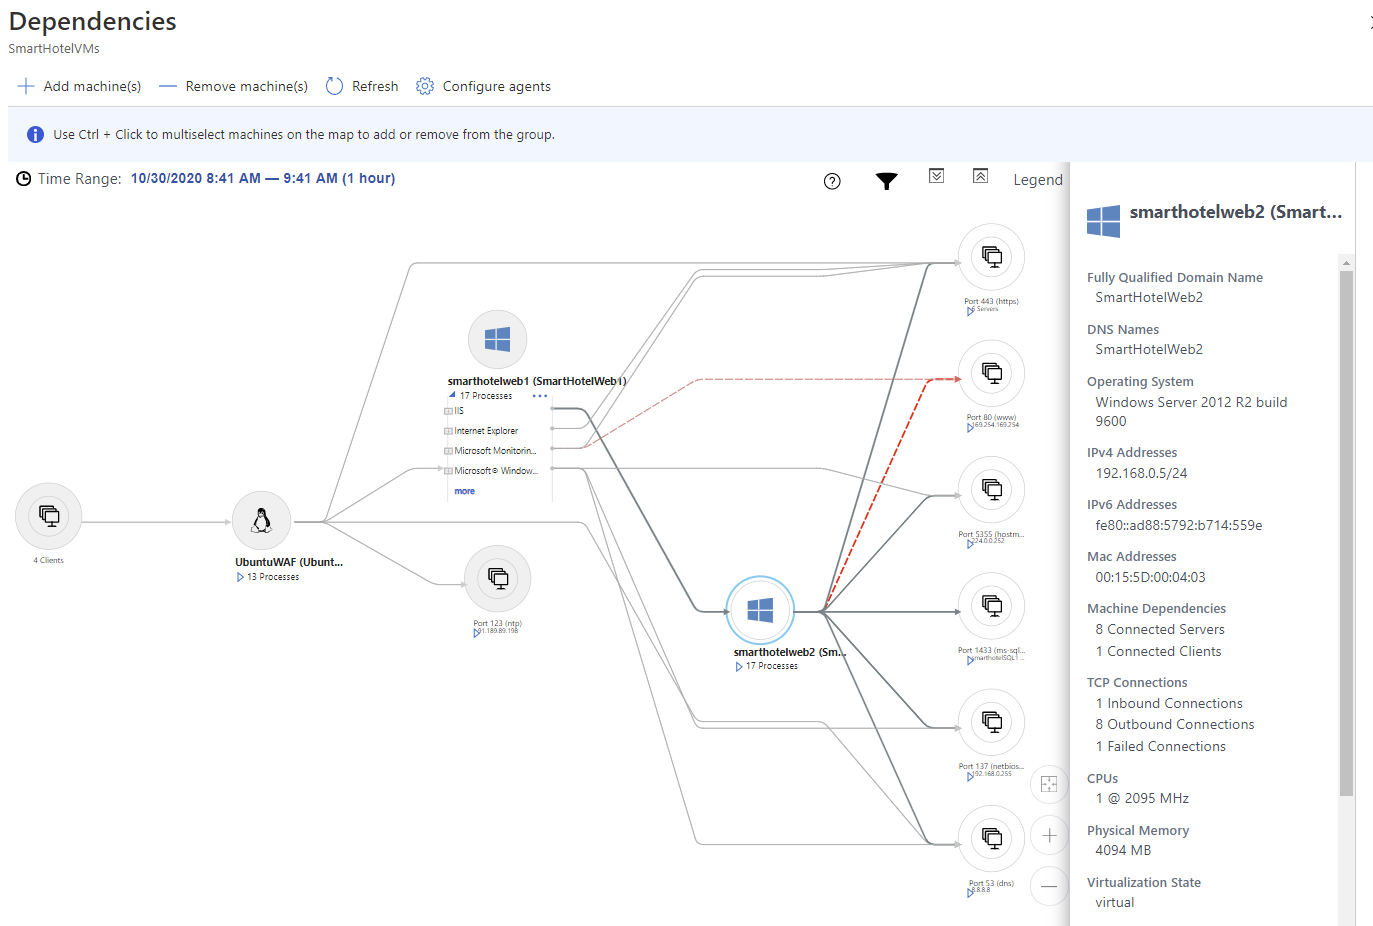 Dependencies
SmartHotelVMs
Add machine(s)
Remove machine(s)
Refresh
Configure agents
Use Ctrl + Click to multiselect machines on the map to add or remove from the group.
Time Range: 10/30/2020 8:41 AM — 9:41 AM (1 hour)
Legend
4 Clients
UbuntuWAF (Ubunt...
13 Processes
smarthotelweb1 (SmartHotelWeb1)
17 Processes
IIS
Internet Explorer
Microsoft Monitorin...
Microsoft® Window...
more
Port 123 (ntp)
91.189.89.198
smarthotelweb2 (Sm...
17 Processes
Port 443 (https)
Servers
Port 80 (www)
169.254.169.254
Port 5355 (hostm...
224.0.0.252
Port 1433 (ms-sql...
smarthotelSQL1 ...
Port 137 (netbios...
192.168.0.255
Port 53 (dns)
8.8.8.8
smarthotelweb2 (Smart...
Fully Qualified Domain Name
SmartHotelWeb2
DNS Names
SmartHotelWeb2
Operating System
Windows Server 2012 R2 build
9600
IPv4 Addresses
192.168.0.5/24
IPv6 Addresses
fe80::ad88:5792:b714:559e
Mac Addresses
00:15:5D:00:04:03
Machine Dependencies
8 Connected Servers
1 Connected Clients
TCP Connections
1 Inbound Connections
8 Outbound Connections
1 Failed Connections
CPUs
1 @ 2095 MHz
Physical Memory
4094 MB
Virtualization State
virtual